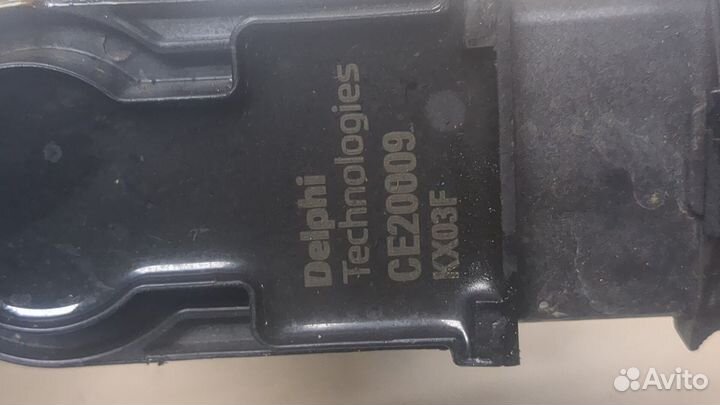 Delphi
Technologies
CE20009
KX03F
Avito